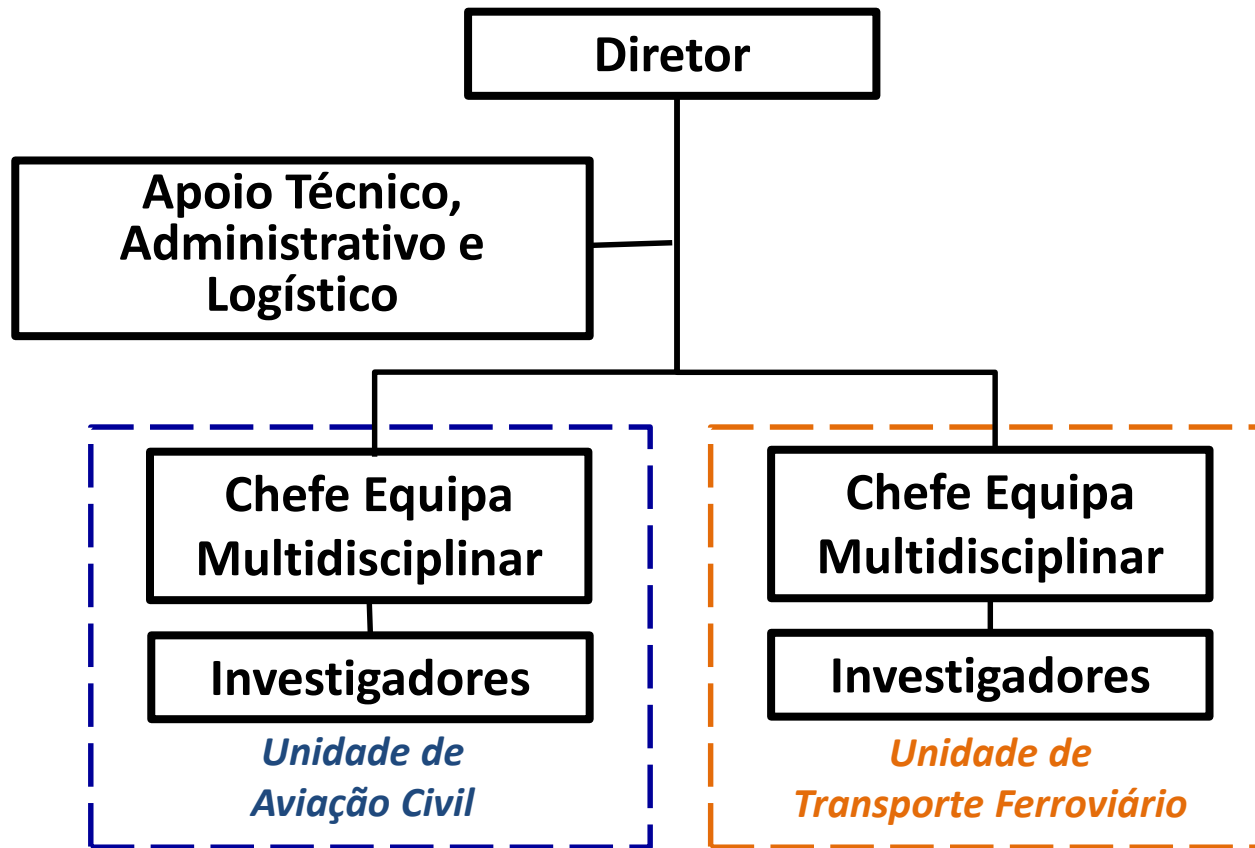 Diretor
Apoio Técnico,
Administrativo e
Logístico
Chefe Equipa
Multidisciplinar
Investigadores
Unidade de
Aviação Civil
Chefe Equipa
Multidisciplinar
Investigadores
Unidade de
Transporte Ferroviário